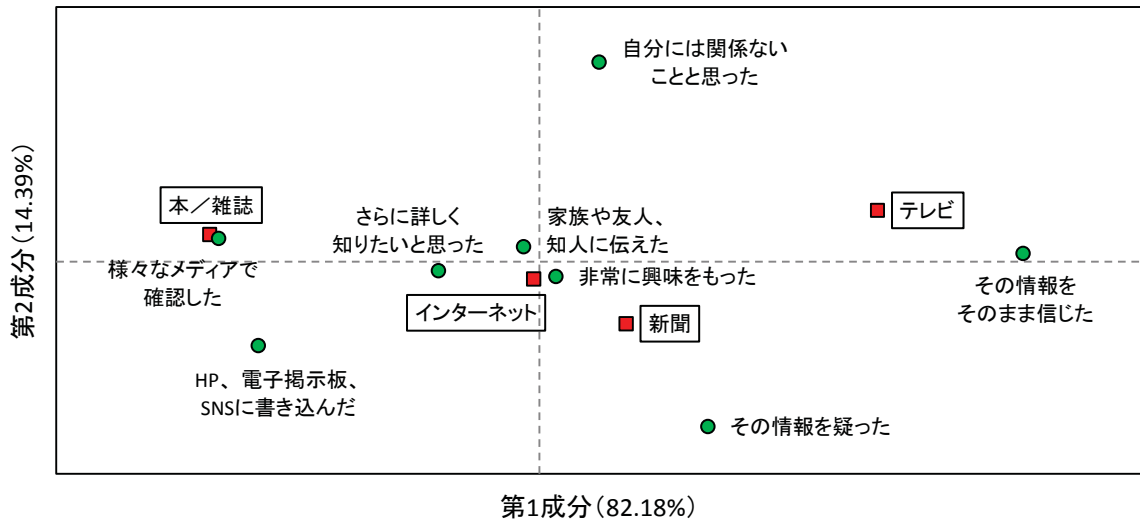 自分には関係ない
ことと思った
本／雑誌
さらに詳しく
知りたいと思った
家族や友人、
知人に伝えた
テレビ
様々なメディアで
確認した
非常に興味をもった
インターネット
新聞
その情報を
そのまま信じた
HP、電子掲示板、
SNSに書き込んだ
その情報を疑った
第2成分（14.39%）
第1成分（82.18%）